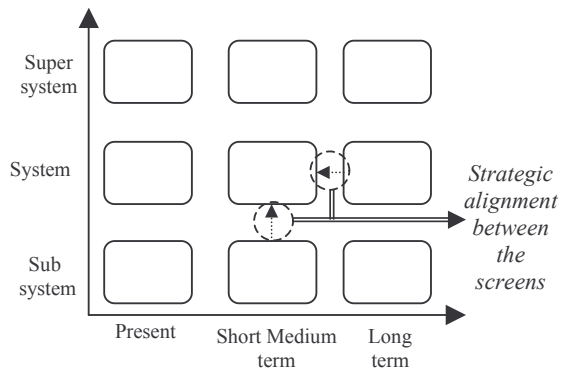 Super
system
System
Sub
system
Strategic
alignment
between
the
screens
Present
Short Medium
term
Long
term